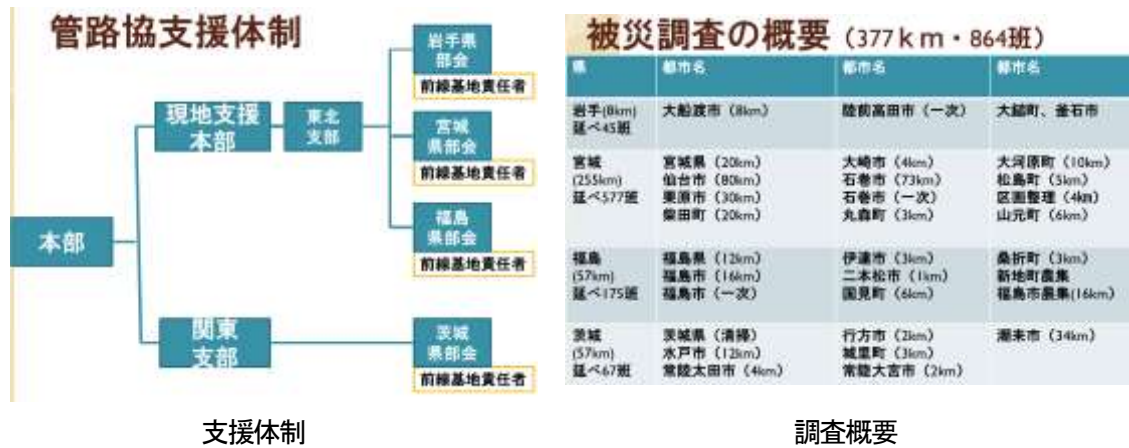 管路協支援体制
岩手県
部会
前線基地責任者
現地支援
本部
東北
支部
宮城
県部会
前線基地責任者
福島
県部会
前線基地責任者
本部
関東
支部
茨城
県部会
前線基地責任者
支援体制
被災調査の概要（377km・864班）
県 都市名 都市名 都市名
岩手(8km) 大船渡市（8km） 陸前高田市（一次） 大鎚町、釜石市
延べ45班
宮城 宮城県（20km） 大崎市（4km） 大河原町（10km）
(255km) 仙台市（80km） 石巻市（73km） 松島町（5km）
延べ577班 栗原市（30km） 石巻市（一次） 区画整理（4km）
柴田町（20km） 丸森町（3km） 山元町（6km）
福島 福島県（12km） 伊達市（3km） 桑折町（3km）
(57km) 福島市（16km） 二本松市（1km） 新地町農集
延べ175班 福島市（一次） 国見町（6km） 福島市農集(16km)
茨城 茨城県（清掃） 行方市（2km） 潮来市（34km）
(57km) 水戸市（12km） 城里町（3km）
延べ67班 常陸太田市（4km） 常陸大宮市（2km）
調査概要